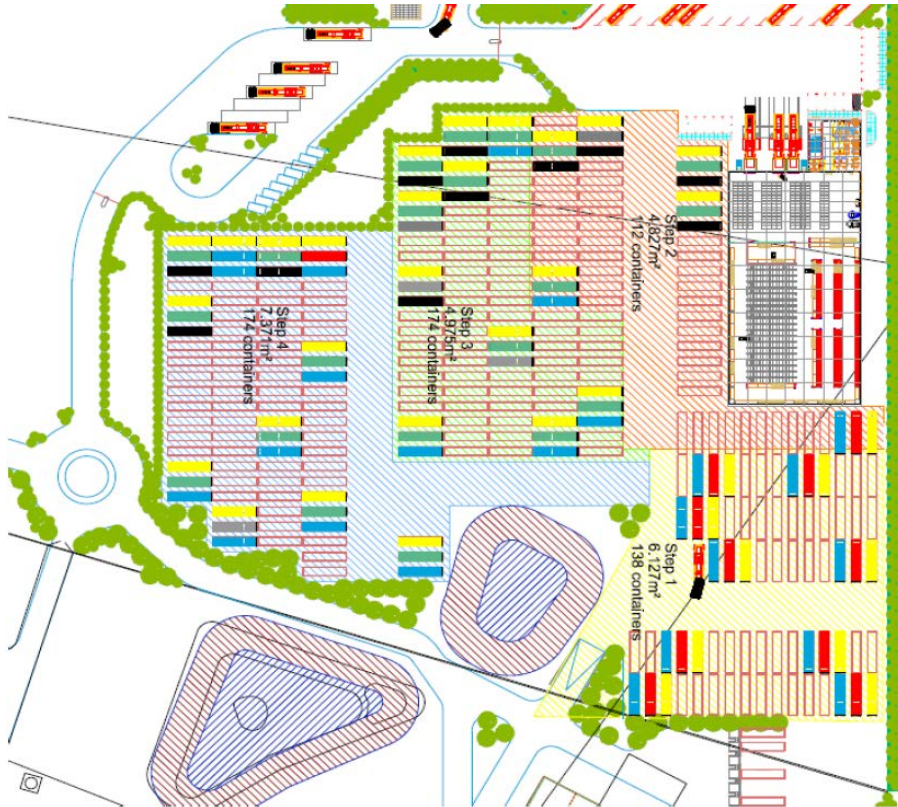 Step 2
4.827m²
112 containers
Step 3
4.975m²
174 containers
Step 4
7.371m²
174 containers
Step 1
6.127m²
138 containers